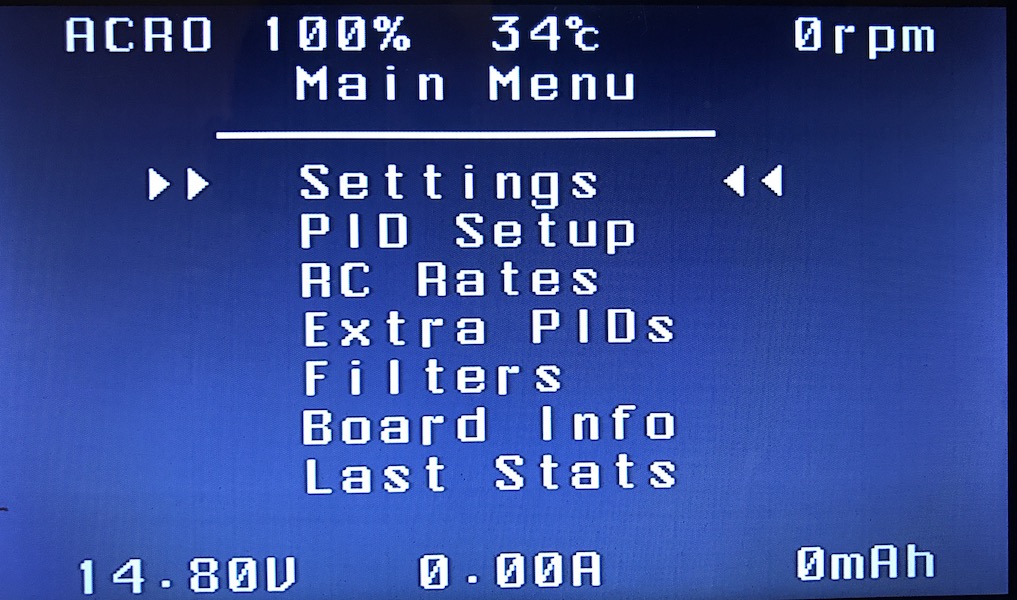 ACRO 100% 34℃ 0rpm
Main Menu
Settings
PID Setup
RC Rates
Extra PIDs
Filters
Board Info
Last Stats
14.80V 0.00A 0mAh